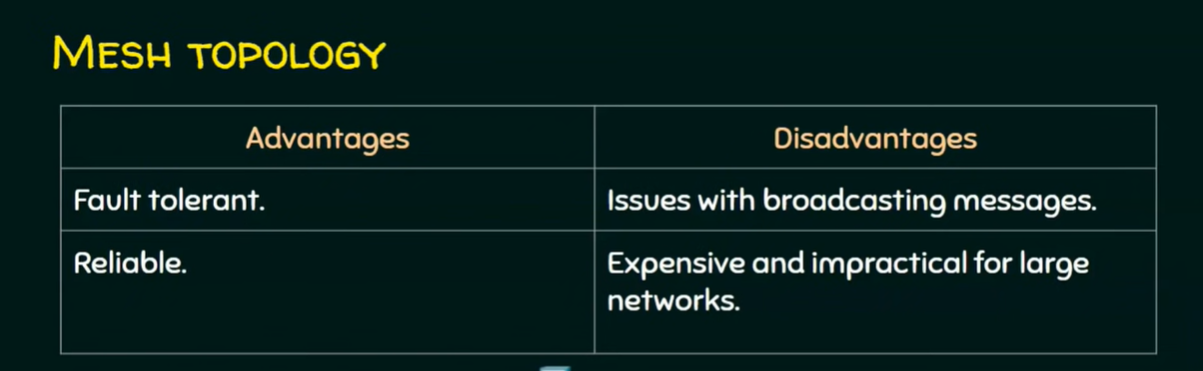 MESH TOPOLOGY
Advantages
Disadvantages
Fault tolerant.
Issues with broadcasting messages.
Reliable.
Expensive and impractical for large
networks.